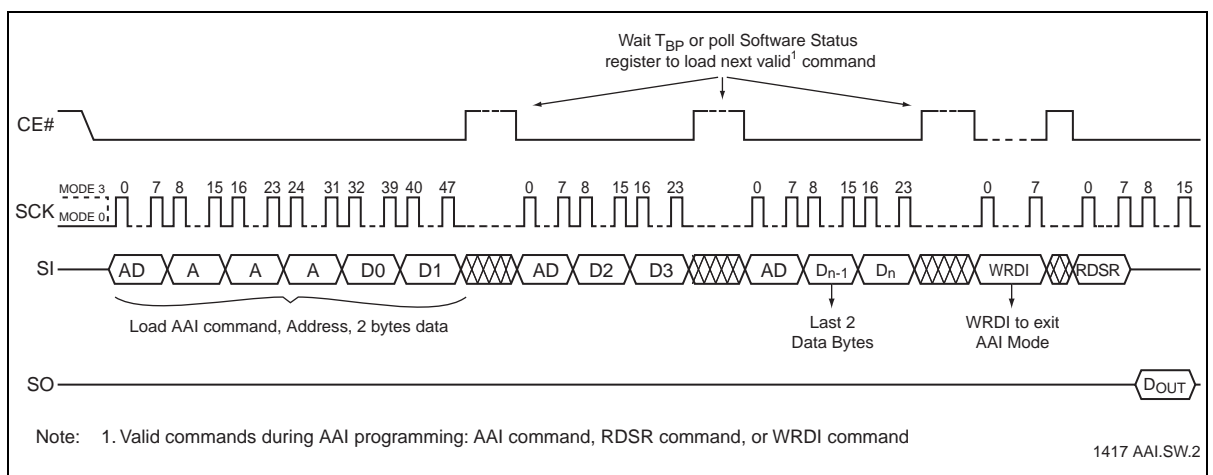 Wait TBP or poll Software Status
register to load next valid1 command
CE#
MODE 3 0 7 8 15 16 23 24 31 32 39 40 47 0 7 8 15 16 23 0 7 8 15 16 23 0 7 0 7 8 15
SCK MODE 0
SI AD A A A D0 D1 AD D2 D3 AD Dn-1 Dn WRDI RDSR
Load AAI command, Address, 2 bytes data
Last 2
Data Bytes
WRDI to exit
AAI Mode
SO DOUT
Note: 1. Valid commands during AAI programming: AAI command, RDSR command, or WRDI command
1417 AAI.SW.2